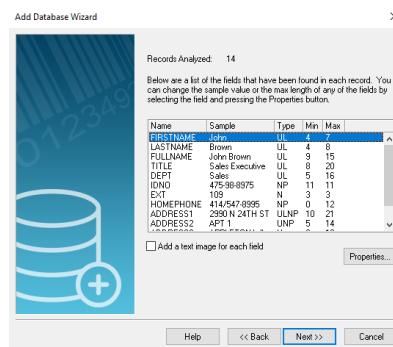 Add Database Wizard
Records Analyzed: 14
Below are a list of the fields that have been found in each record. You
can change the sample value or the max length of any of the fields by
selecting the field and pressing the Properties button.
Name Sample Type Min Max
FIRSTNAME John UL 4 7
LASTNAME Brown UL 4 8
FULLNAME John Brown UL 9 15
TITLE Sales Executive UL 8 20
DEPT Sales UL 5 16
IDNO 475-98-8975 NP 11 11
EXT 109 N 3 3
HOMEPHONE 414/547-8995 NP 0 12
ADDRESS1 2990 N 24TH ST ULNP 10 21
ADDRESS2 APT 1 UNP 5 14
Add a text image for each field
Properties...
Help << Back Next >> Cancel